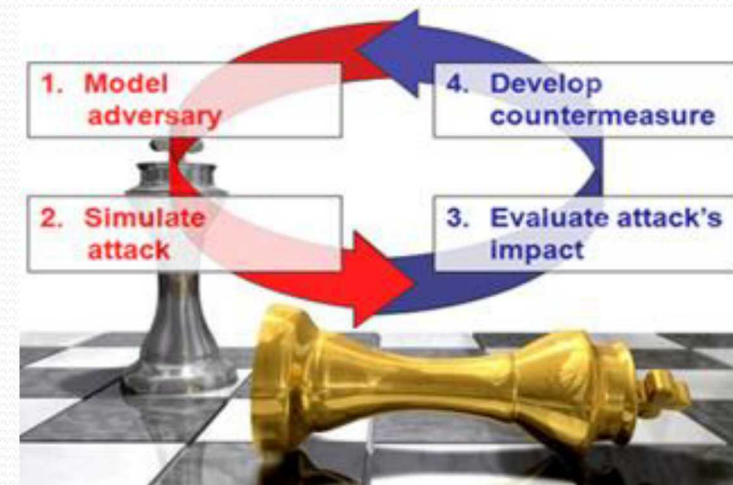 1. Model
adversary
2. Simulate
attack
3. Evaluate attack's
impact
4. Develop
countermeasure